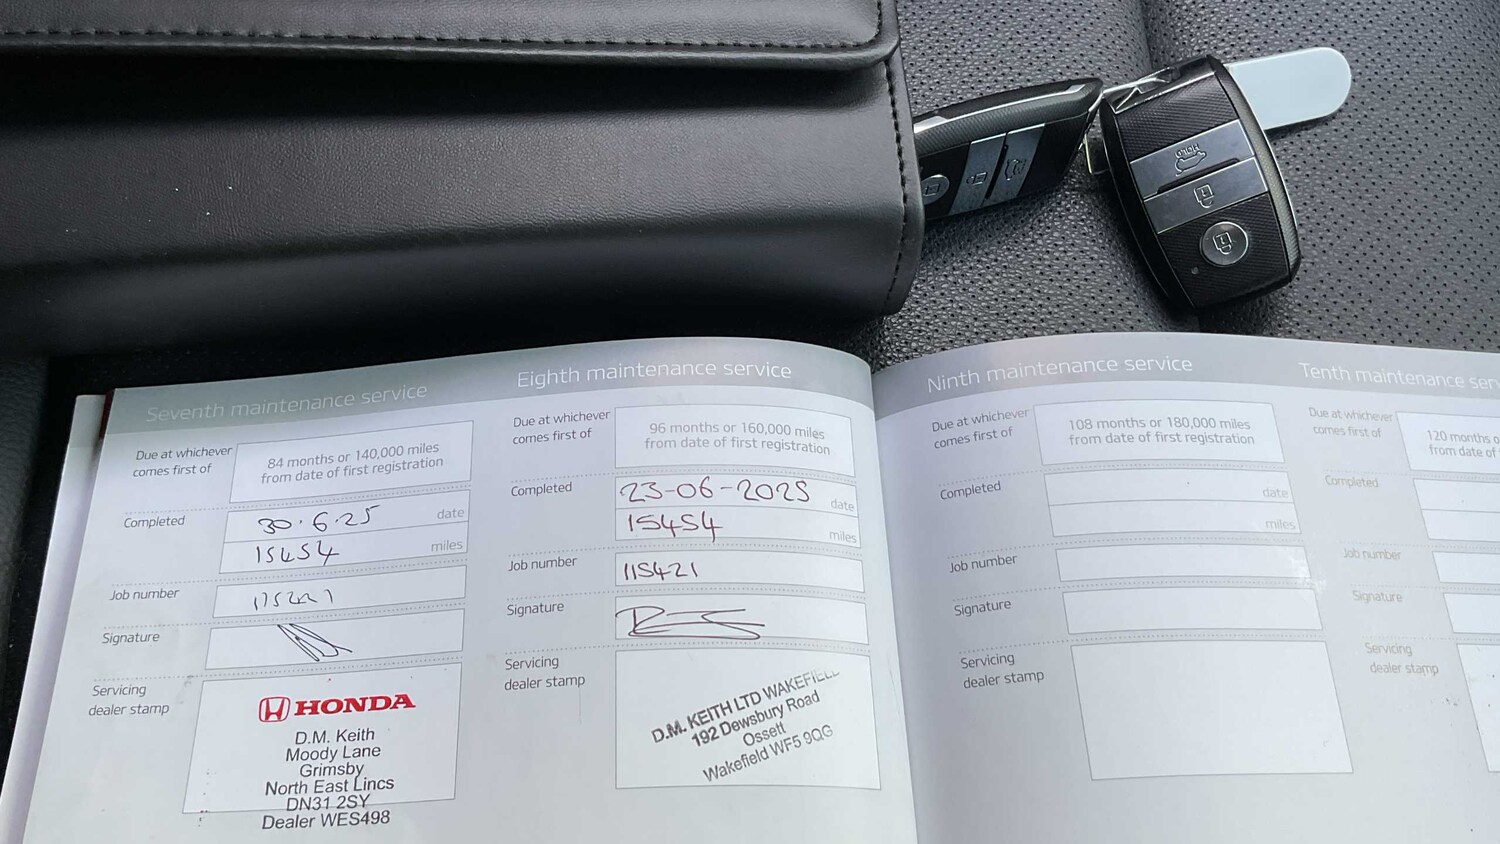 HOLD
Seventh maintenance service
Due at whichever
comes first of
84 months or 140,000 miles
from date of first registration
Completed
30.6.25 date
15454 miles
Job number
Signature
Servicing
dealer stamp
HONDA
D.M. Keith
Moody Lane
Grimsby
North East Lincs
DN31 2SY
Dealer WES498
Eighth maintenance service
Due at whichever
comes first of
96 months or 160,000 miles
from date of first registration
Completed
23-06-2025 date
15454 miles
Job number
115421
Signature
Servicing
dealer stamp
D.M. KEITH LTD WAKEFIELD
192 Dewsbury Road
Ossett
Wakefield WF5 9QG
Ninth maintenance service
Due at whichever
comes first of
108 months or 180,000 miles
from date of first registration
Completed
date
miles
Job number
Signature
Servicing
dealer stamp
Tenth maintenance ser
Due at whichever
comes first of
120 months o
from date of
Completed
Job number
Signature
Servicing
dealer stamp